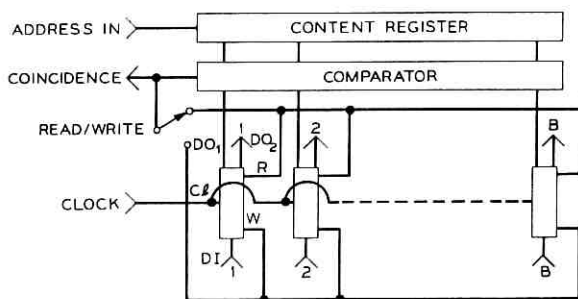 ADDRESS IN
CONTENT REGISTER
COINCIDENCE
COMPARATOR
READ/WRITE
DO1
1
DO2
2
B
R
Cl
CLOCK
W
DI
1
2
B